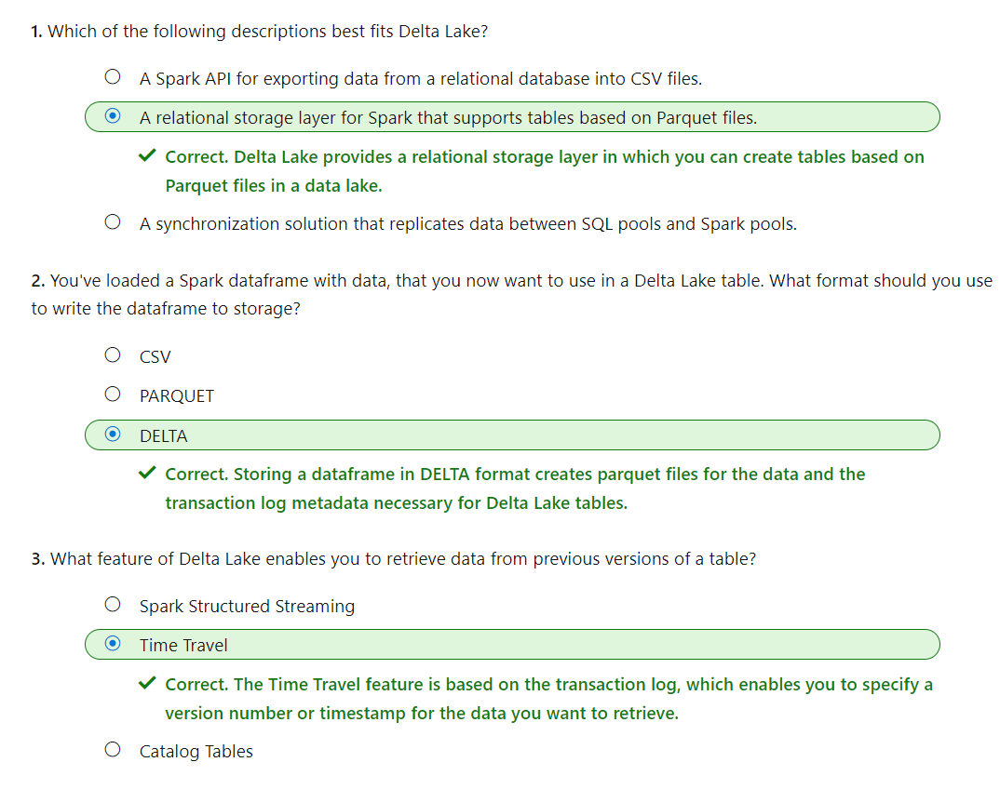 1. Which of the following descriptions best fits Delta Lake?
A Spark API for exporting data from a relational database into CSV files.
A relational storage layer for Spark that supports tables based on Parquet files.
Correct. Delta Lake provides a relational storage layer in which you can create tables based on
Parquet files in a data lake.
A synchronization solution that replicates data between SQL pools and Spark pools.
2. You've loaded a Spark dataframe with data, that you now want to use in a Delta Lake table. What format should you use
to write the dataframe to storage?
CSV
PARQUET
DELTA
Correct. Storing a dataframe in DELTA format creates parquet files for the data and the
transaction log metadata necessary for Delta Lake tables.
3. What feature of Delta Lake enables you to retrieve data from previous versions of a table?
Spark Structured Streaming
Time Travel
Correct. The Time Travel feature is based on the transaction log, which enables you to specify a
version number or timestamp for the data you want to retrieve.
Catalog Tables